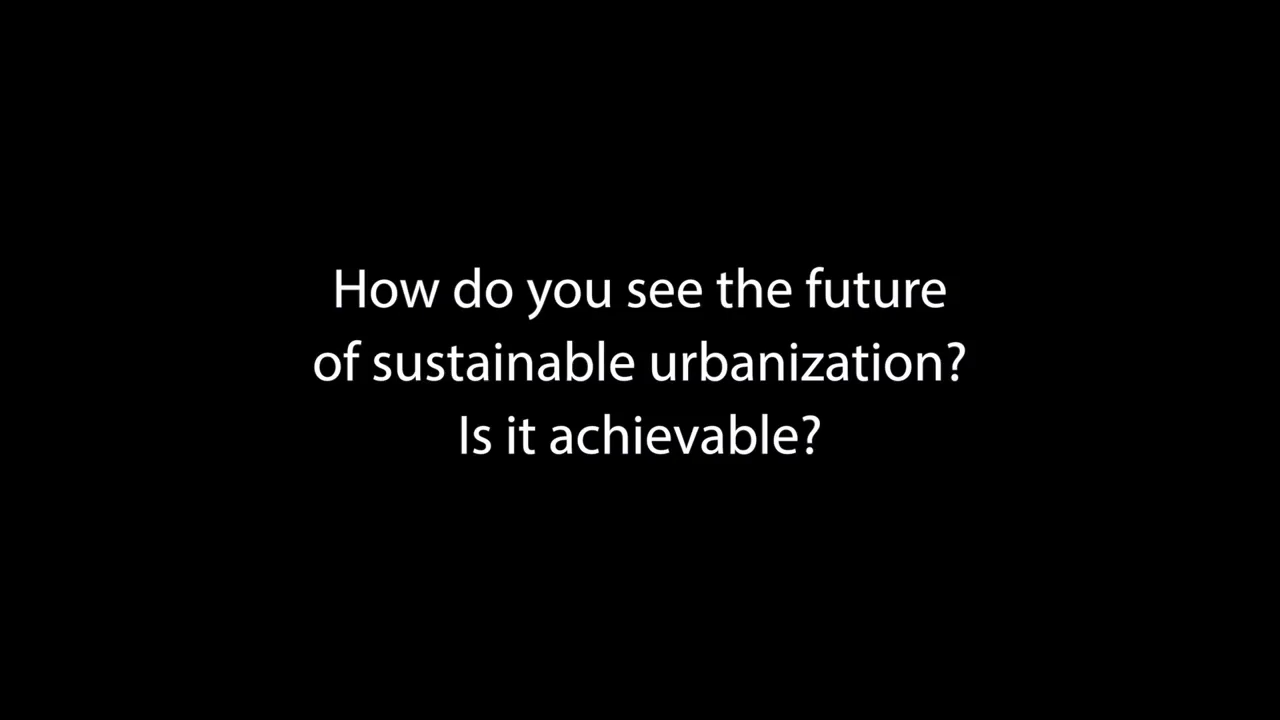 How do you see the future
of sustainable urbanization?
Is it achievable?